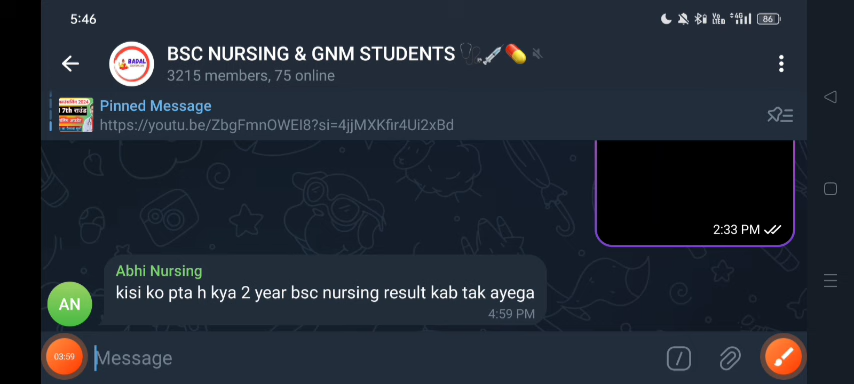 5:46
86
BSC NURSING & GNM STUDENTS
3215 members, 75 online
BADAL
Pinned Message
https://youtu.be/ZbgFmnOWEI8?si=4jjMXKfir4Ui2xBd
2:33 PM
Abhi Nursing
kisi ko pta h kya 2 year bsc nursing result kab tak ayega
AN
4:59 PM
03:59
Message